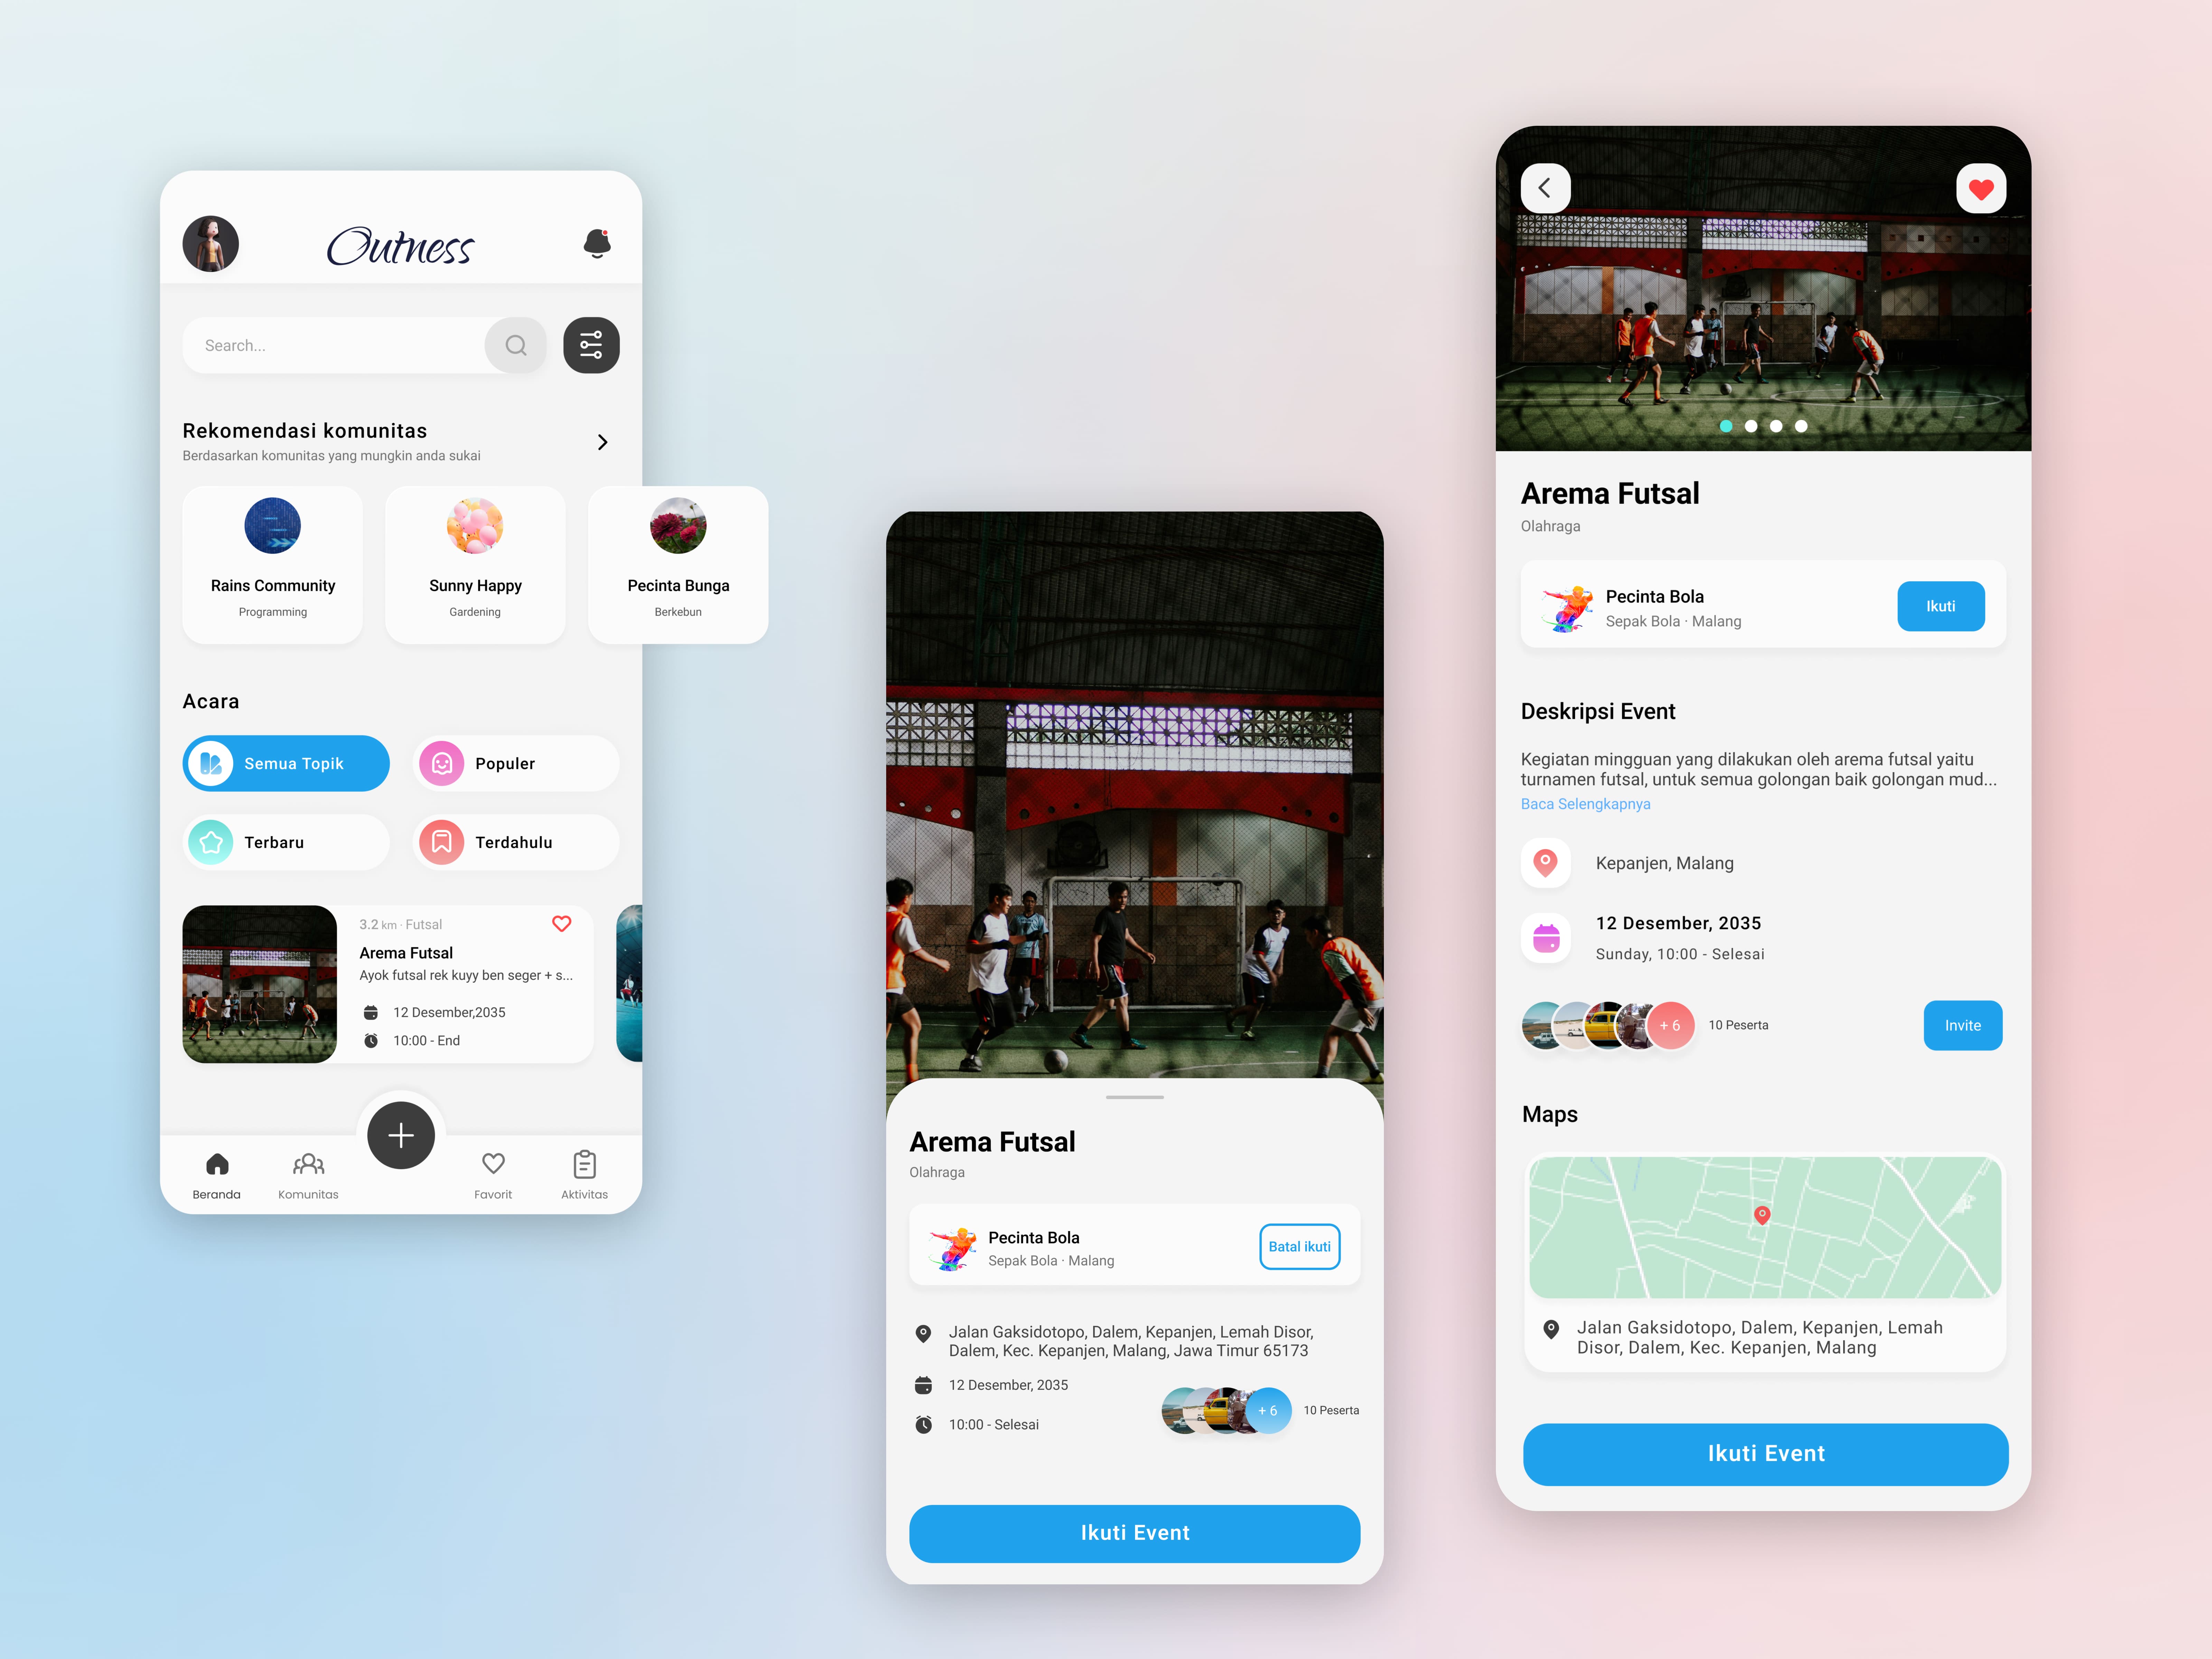 Outness
Search...
Rekomendasi komunitas
Berdasarkan komunitas yang mungkin anda sukai
Rains Community
Programming
Sunny Happy
Gardening
Pecinta Bunga
Berkebun
Acara
Semua Topik
Populer
Terbaru
Terdahulu
3.2 km · Futsal
Arema Futsal
Ayok futsal rek kuyy ben seger + s...
12 Desember,2035
10:00 - End
Beranda
Komunitas
Favorit
Aktivitas
Arema Futsal
Olahraga
Pecinta Bola
Sepak Bola · Malang
Batal ikuti
Jalan Gaksidotopo, Dalem, Kepanjen, Lemah Disor,
Dalem, Kec. Kepanjen, Malang, Jawa Timur 65173
12 Desember, 2035
10:00 - Selesai
+ 6
10 Peserta
Ikuti Event
Arema Futsal
Olahraga
Pecinta Bola
Sepak Bola · Malang
Ikuti
Deskripsi Event
Kegiatan mingguan yang dilakukan oleh arema futsal yaitu
turnamen futsal, untuk semua golongan baik golongan mud...
Baca Selengkapnya
Kepanjen, Malang
12 Desember, 2035
Sunday, 10:00 - Selesai
+ 6
10 Peserta
Invite
Maps
Jalan Gaksidotopo, Dalem, Kepanjen, Lemah
Disor, Dalem, Kec. Kepanjen, Malang
Ikuti Event